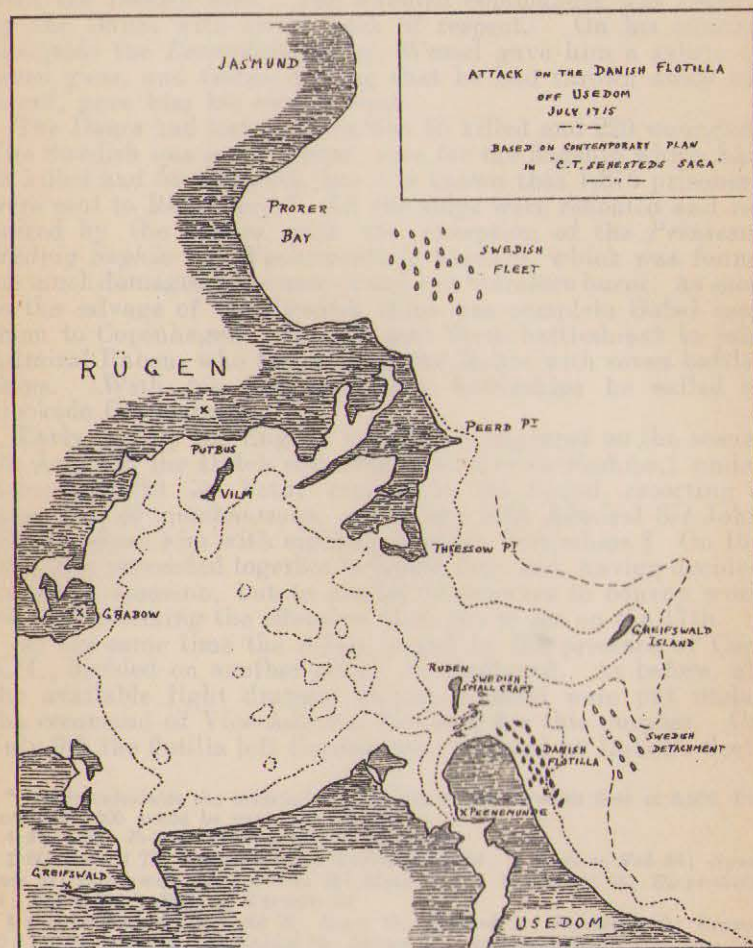 JASMUND
ATTACK ON THE DANISH FLOTILLA
OFF USEDOM
JULY 1715
BASED ON CONTEMPORARY PLAN
IN "C.T. SEHESTEDS SAGA"
PRORER
BAY
SWEDISH
FLEET
RÜGEN
PEERD PT
PUTBUS
VILM
THIESSOW PT
GRABOW
GREIFSWALD
ISLAND
RUDEN
SWEDISH
SMALL CRAFT
SWEDISH
DETACHMENT
DANISH
FLOTILLA
PEENEMUNDE
GREIFSWALD
USEDOM